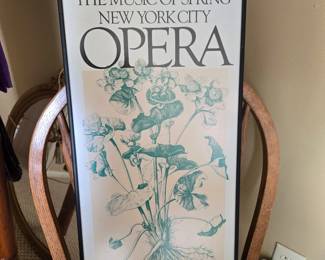 THE MUSIC OF SPRING
NEW YORK CITY
OPERA